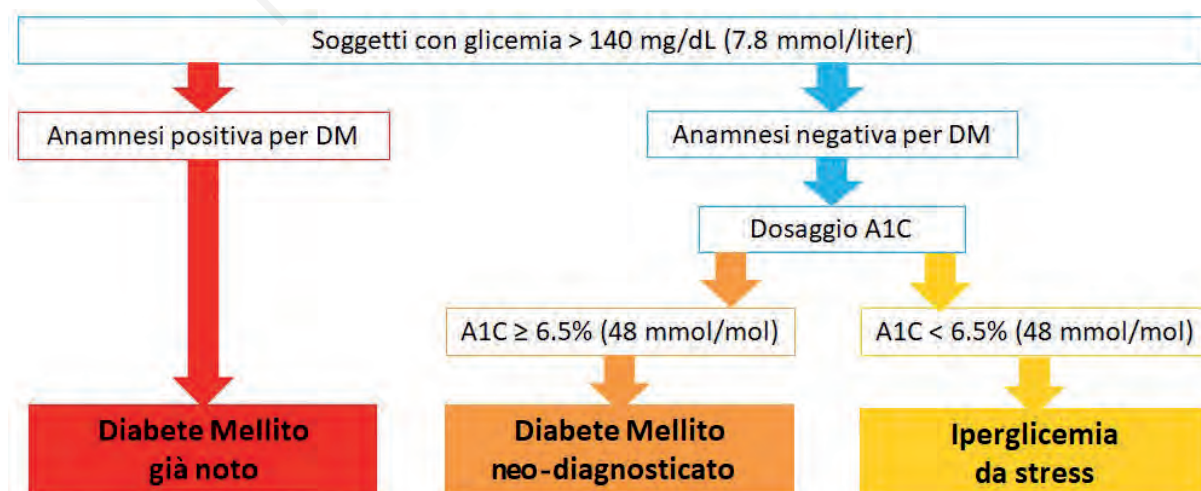 Soggetti con glicemia > 140 mg/dL (7.8 mmol/liter)
Anamnesi positiva per DM
Anamnesi negativa per DM
Dosaggio A1C
A1C ≥ 6.5% (48 mmol/mol)
A1C < 6.5% (48 mmol/mol)
Diabete Mellito
già noto
Diabete Mellito
neo-diagnosticato
Iperglicemia
da stress